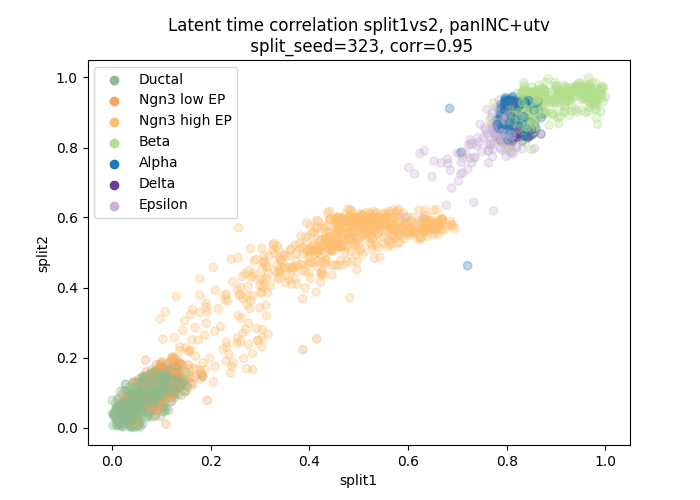 Latent time correlation split1vs2, panINC+utv
split_seed=323, corr=0.95
Ductal
Ngn3 low EP
Ngn3 high EP
Beta
Alpha
Delta
Epsilon
1.0
0.8
0.6
0.4
0.2
0.0
split2
0.0 0.2 0.4 0.6 0.8 1.0
split1